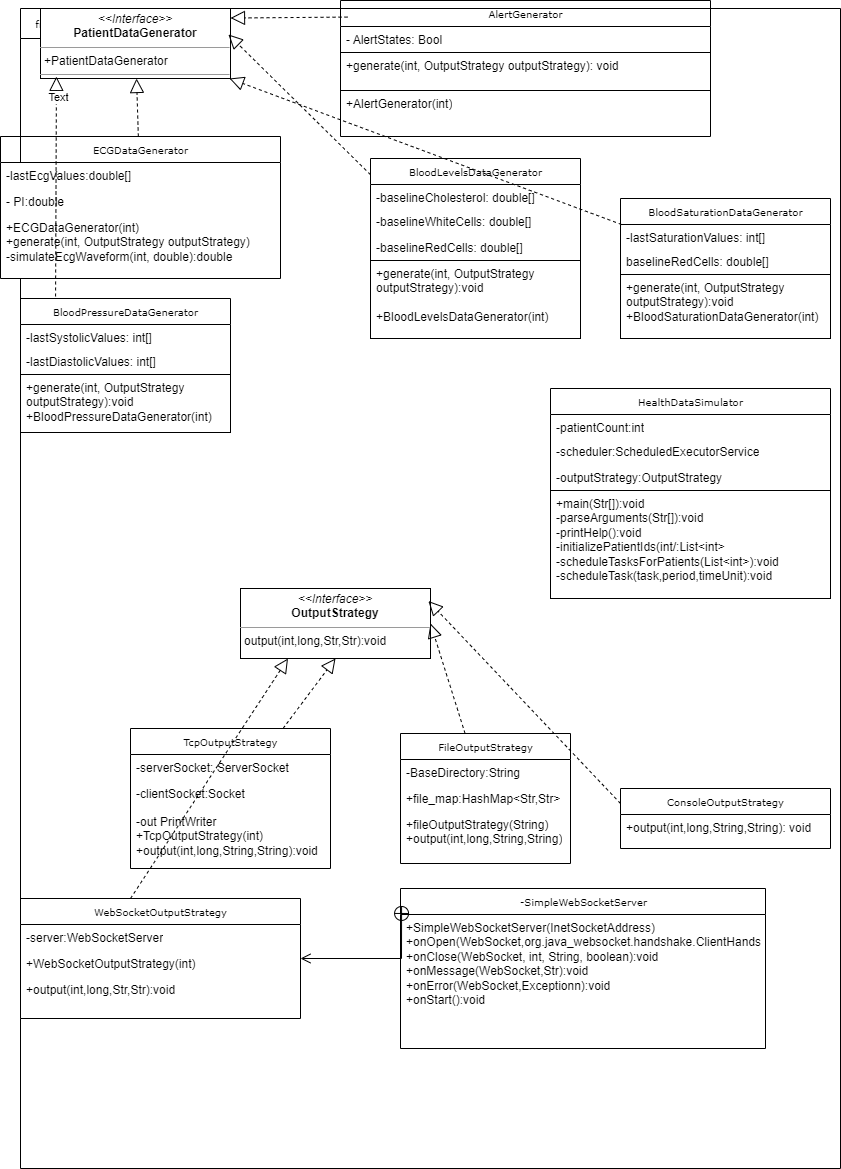 f
<<Interface>>
PatientDataGenerator
+PatientDataGenerator
Text
AlertGenerator
- AlertStates: Bool
+generate(int, OutputStrategy outputStrategy): void
+AlertGenerator(int)
ECGDataGenerator
-lastEcgValues:double[]
- PI:double
+ECGDataGenerator(int)
+generate(int, OutputStrategy outputStrategy)
-simulateEcgWaveform(int, double):double
BloodLevelsDataGenerator
-baselineCholesterol: double[]
-baselineWhiteCells: double[]
-baselineRedCells: double[]
+generate(int, OutputStrategy
outputStrategy):void
+BloodLevelsDataGenerator(int)
BloodSaturationDataGenerator
-lastSaturationValues: int[]
baselineRedCells: double[]
+generate(int, OutputStrategy
outputStrategy):void
+BloodSaturationDataGenerator(int)
BloodPressureDataGenerator
-lastSystolicValues: int[]
-lastDiastolicValues: int[]
+generate(int, OutputStrategy
outputStrategy):void
+BloodPressureDataGenerator(int)
HealthDataSimulator
-patientCount:int
-scheduler:ScheduledExecutorService
-outputStrategy:OutputStrategy
+main(Str[]):void
-parseArguments(Str[]):void
-printHelp():void
-initializePatientIds(int/:List<int>
-scheduleTasksForPatients(List<int>):void
-scheduleTask(task,period,timeUnit):void
<<Interface>>
OutputStrategy
output(int,long,Str,Str):void
TcpOutputStrategy
-serverSocket: ServerSocket
-clientSocket:Socket
-out PrintWriter
+TcpOutputStrategy(int)
+output(int,long,String,String):void
FileOutputStrategy
-BaseDirectory:String
+file_map:HashMap<Str,Str>
+fileOutputStrategy(String)
+output(int,long,String,String)
ConsoleOutputStrategy
+output(int,long,String,String): void
WebSocketOutputStrategy
-server:WebSocketServer
+WebSocketOutputStrategy(int)
+output(int,long,Str,Str):void
-SimpleWebSocketServer
+SimpleWebSocketServer(InetSocketAddress)
+onOpen(WebSocket,org.java_websocket.handshake.ClientHands
+onClose(WebSocket, int, String, boolean):void
+onMessage(WebSocket,Str):void
+onError(WebSocket,Exceptionn):void
+onStart():void